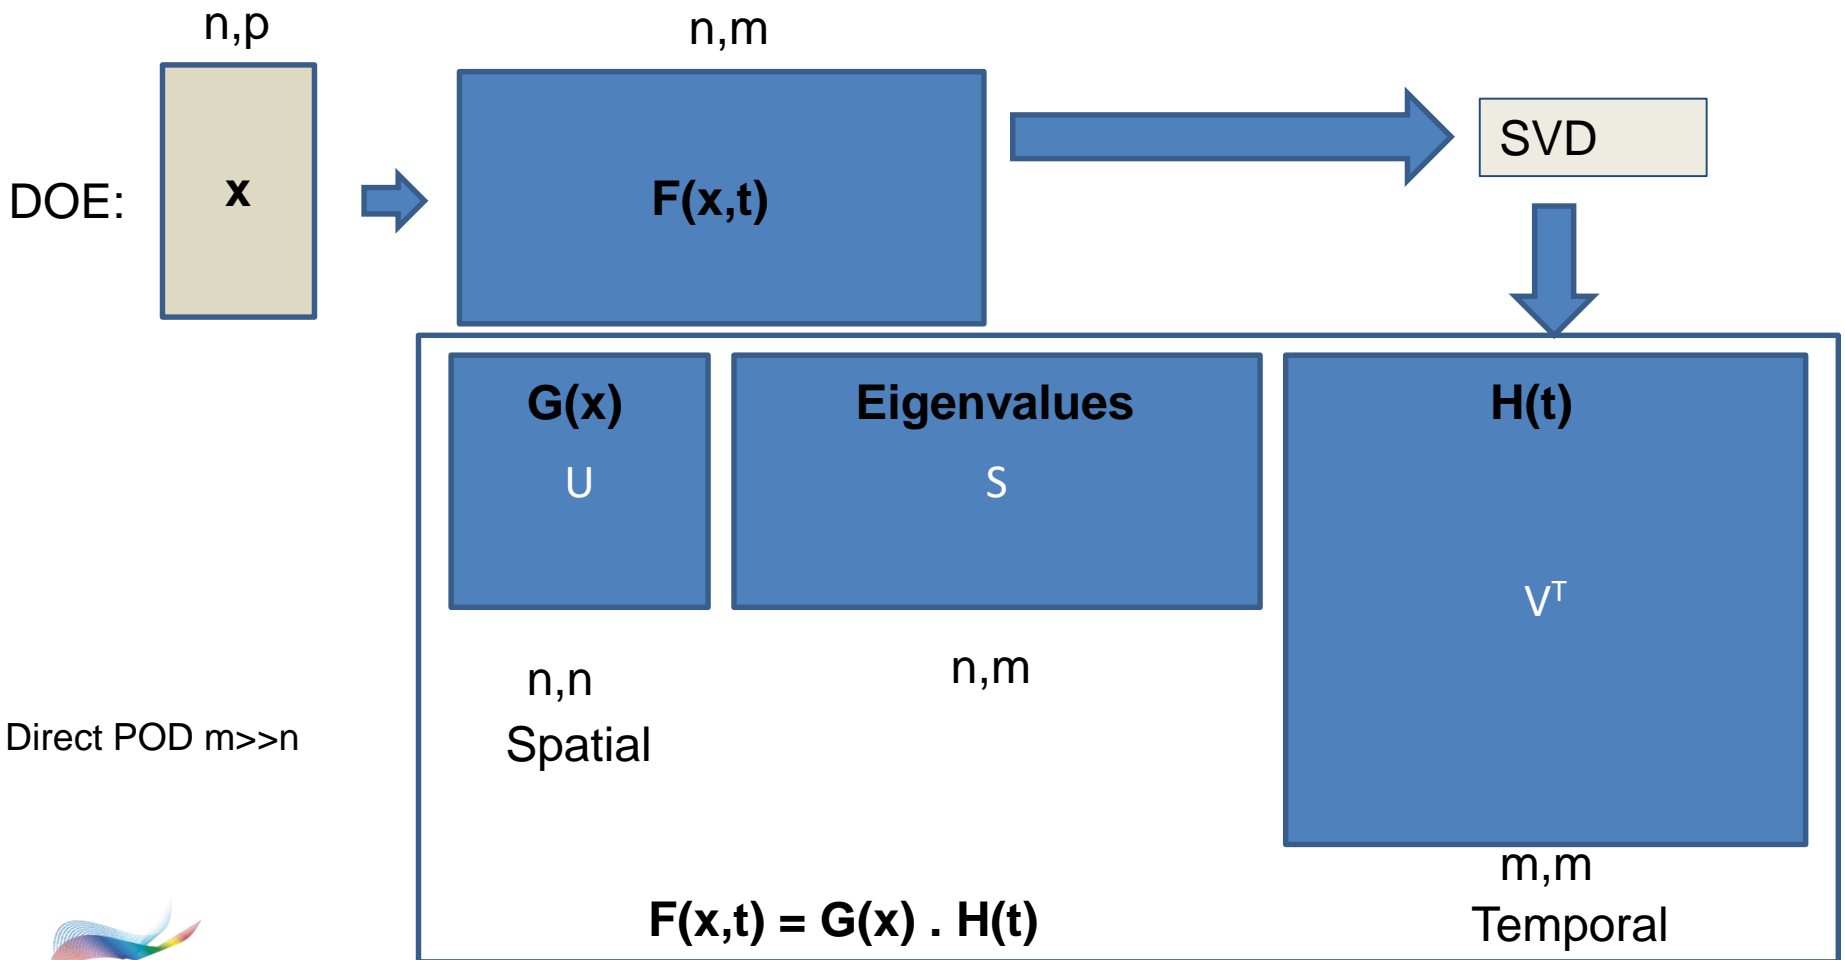 n,p
n,m
DOE:
x
F(x,t)
SVD
G(x)
U
Eigenvalues
S
H(t)
Vᵀ
n,n
Spatial
n,m
Direct POD m>>n
m,m
Temporal
F(x,t) = G(x) . H(t)